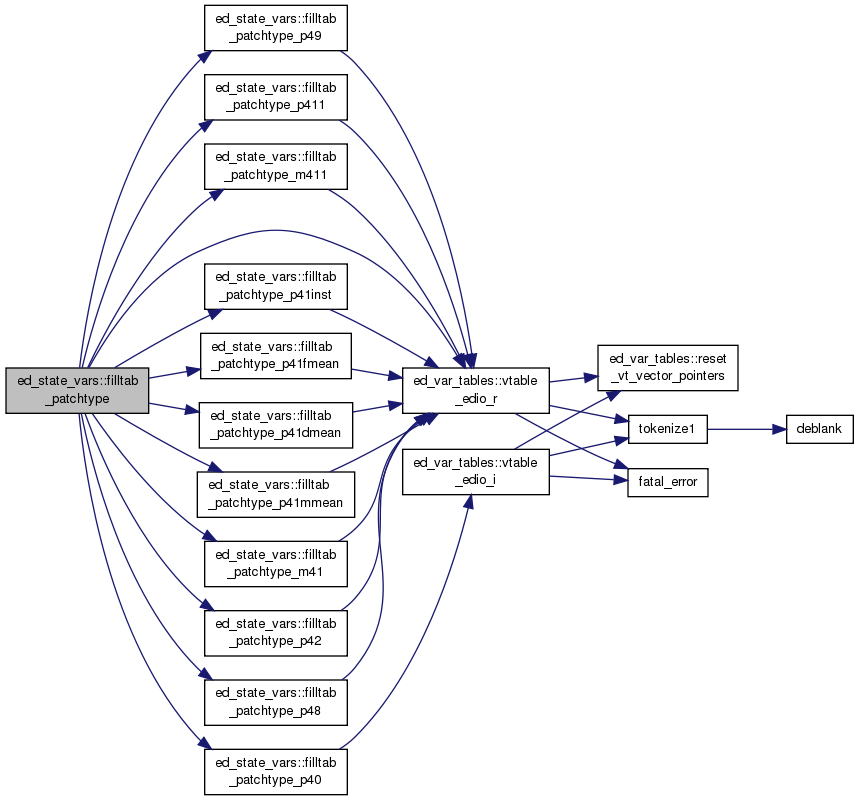 ed_state_vars::filltab
_patchtype_p49
ed_state_vars::filltab
_patchtype_p411
ed_state_vars::filltab
_patchtype_m411
ed_state_vars::filltab
_patchtype_p41inst
ed_state_vars::filltab
_patchtype_p41fmean
ed_state_vars::filltab
_patchtype
ed_state_vars::filltab
_patchtype_p41dmean
ed_state_vars::filltab
_patchtype_p41mmean
ed_state_vars::filltab
_patchtype_m41
ed_state_vars::filltab
_patchtype_p42
ed_state_vars::filltab
_patchtype_p48
ed_state_vars::filltab
_patchtype_p40
ed_var_tables::vtable
_edio_r
ed_var_tables::vtable
_edio_i
ed_var_tables::reset
_vt_vector_pointers
tokenize1
fatal_error
deblank